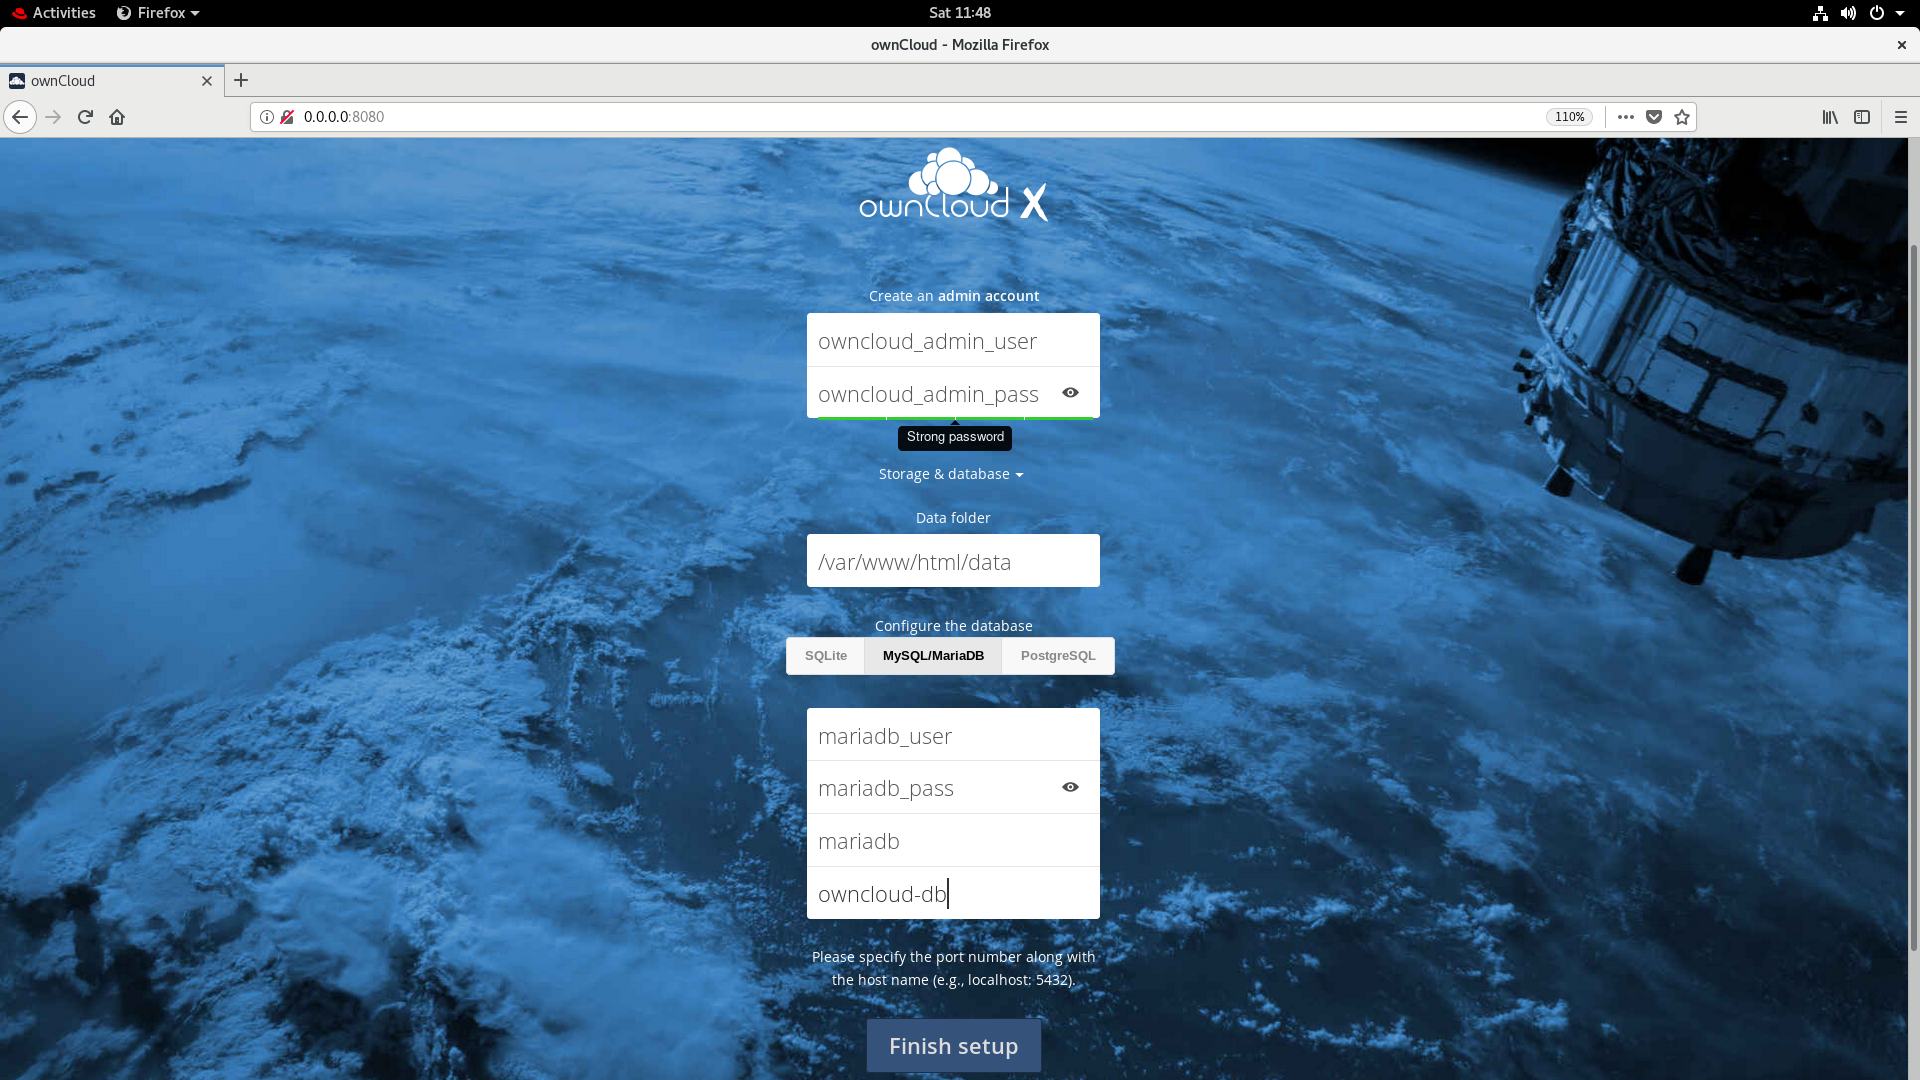 Activities
Firefox
Sat 11:48
ownCloud - Mozilla Firefox
ownCloud
0.0.0.0:8080
110%
ownCloud X
Create an admin account
owncloud_admin_user
owncloud_admin_pass
Strong password
Storage & database
Data folder
/var/www/html/data
Configure the database
SQLite
MySQL/MariaDB
PostgreSQL
mariadb_user
mariadb_pass
mariadb
owncloud-db
Please specify the port number along with
the host name (e.g., localhost: 5432).
Finish setup